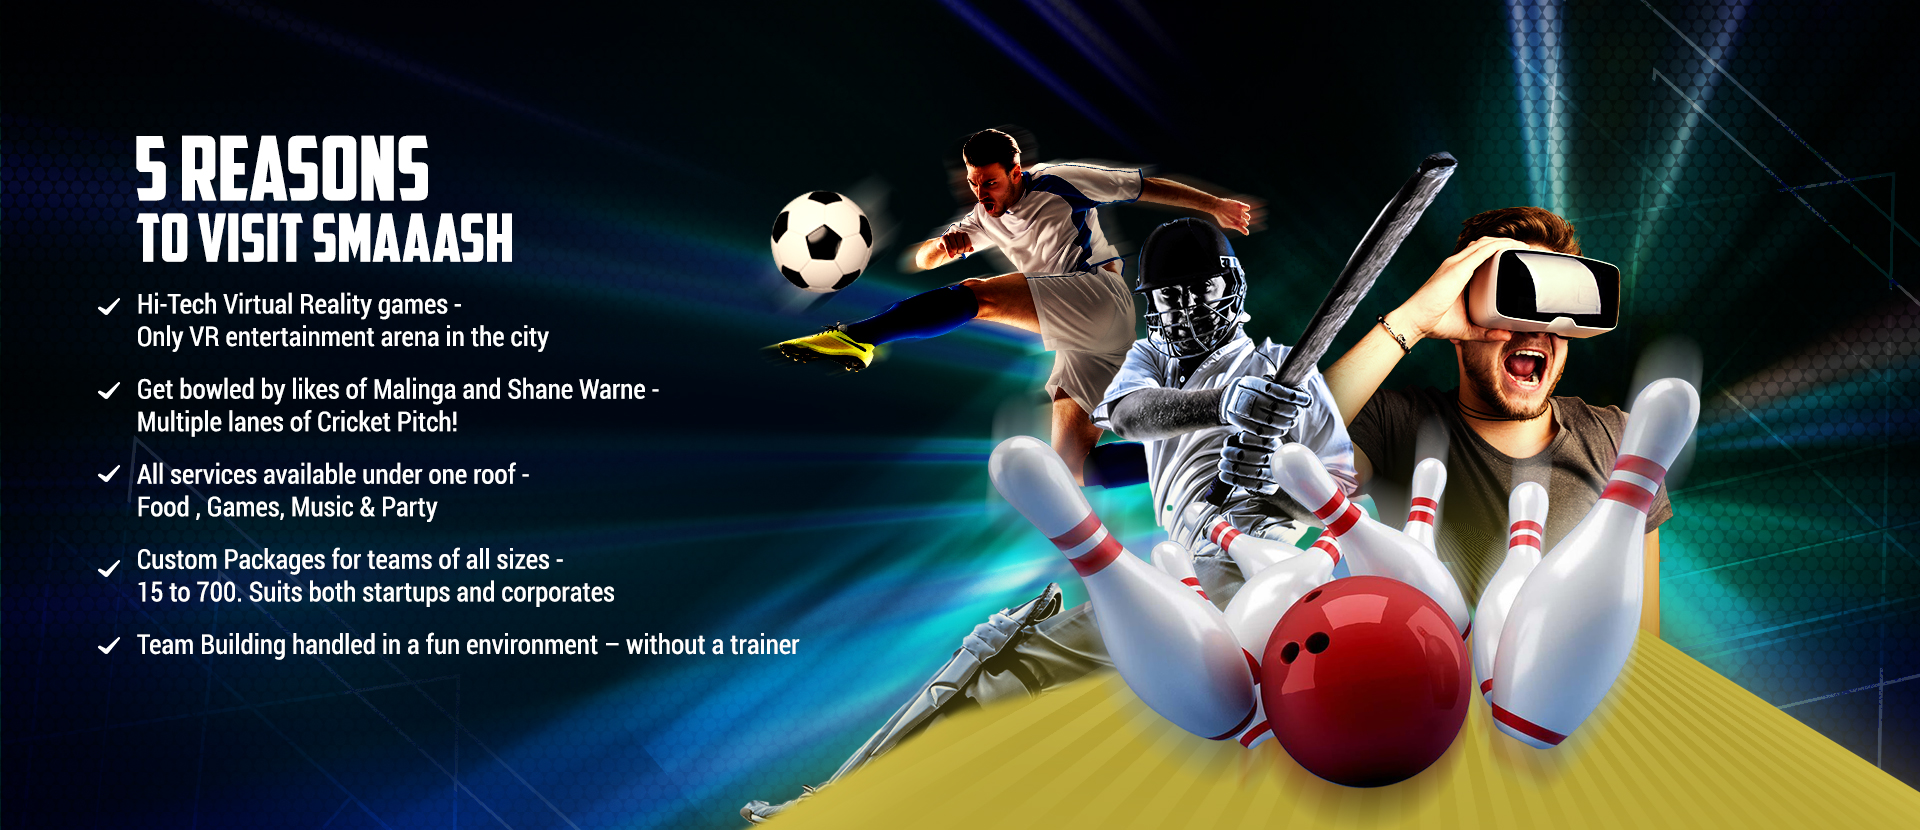 5 REASONS
TO VISIT SMAAASH
Hi-Tech Virtual Reality games -
Only VR entertainment arena in the city
Get bowled by likes of Malinga and Shane Warne -
Multiple lanes of Cricket Pitch!
All services available under one roof -
Food , Games, Music & Party
Custom Packages for teams of all sizes -
15 to 700. Suits both startups and corporates
Team Building handled in a fun environment – without a trainer